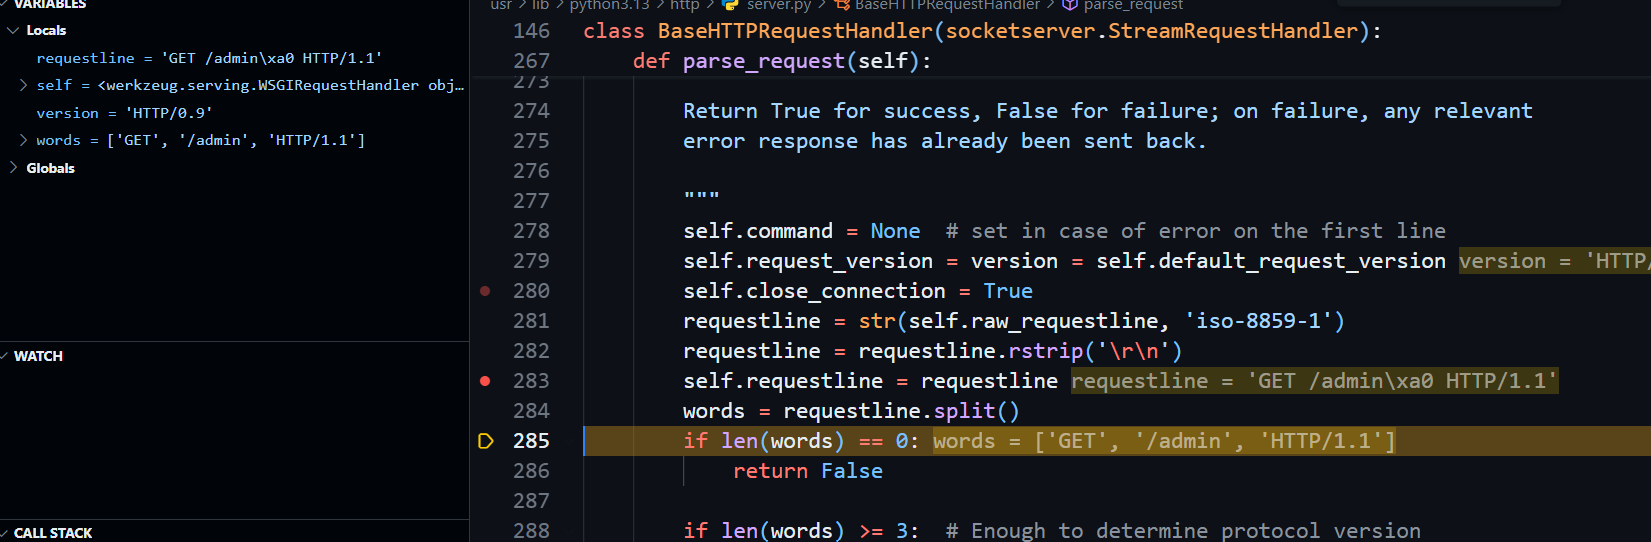 VARIABLES
Locals
requestline = 'GET /admin\xa0 HTTP/1.1'
self = <werkzeug.serving.WSGIRequestHandler obj…
version = 'HTTP/0.9'
words = ['GET', '/admin', 'HTTP/1.1']
Globals
WATCH
CALL STACK
usr > lib > python3.13 > http > server.py > BaseHTTPRequestHandler > parse_request
146 class BaseHTTPRequestHandler(socketserver.StreamRequestHandler):
267 def parse_request(self):
273
274 Return True for success, False for failure; on failure, any relevant
275 error response has already been sent back.
276
277 """
278 self.command = None  # set in case of error on the first line
279 self.request_version = version = self.default_request_version version = 'HTTP/
280 self.close_connection = True
281 requestline = str(self.raw_requestline, 'iso-8859-1')
282 requestline = requestline.rstrip('\r\n')
283 self.requestline = requestline requestline = 'GET /admin\xa0 HTTP/1.1'
284 words = requestline.split()
285 if len(words) == 0: words = ['GET', '/admin', 'HTTP/1.1']
286 return False
287
288 if len(words) >= 3:  # Enough to determine protocol version